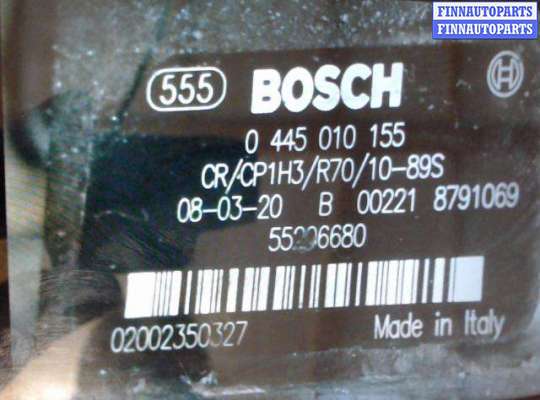 FINNAUTOPARTS
FINNAUTOPARTS
555 BOSCH
0 445 010 155
CR/CP1H3/R70/10-89S
08-03-20 B 00221 8791069
55206680
02002350327
Made in Italy